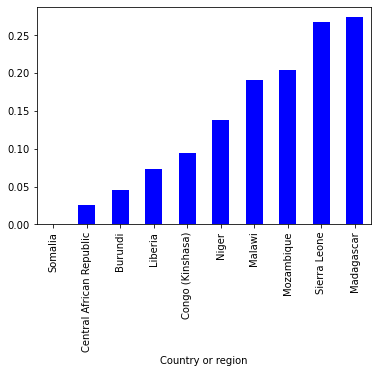 0.25
0.20
0.15
0.10
0.05
0.00
Somalia
Central African Republic
Burundi
Liberia
Congo (Kinshasa)
Niger
Malawi
Mozambique
Sierra Leone
Madagascar
Country or region